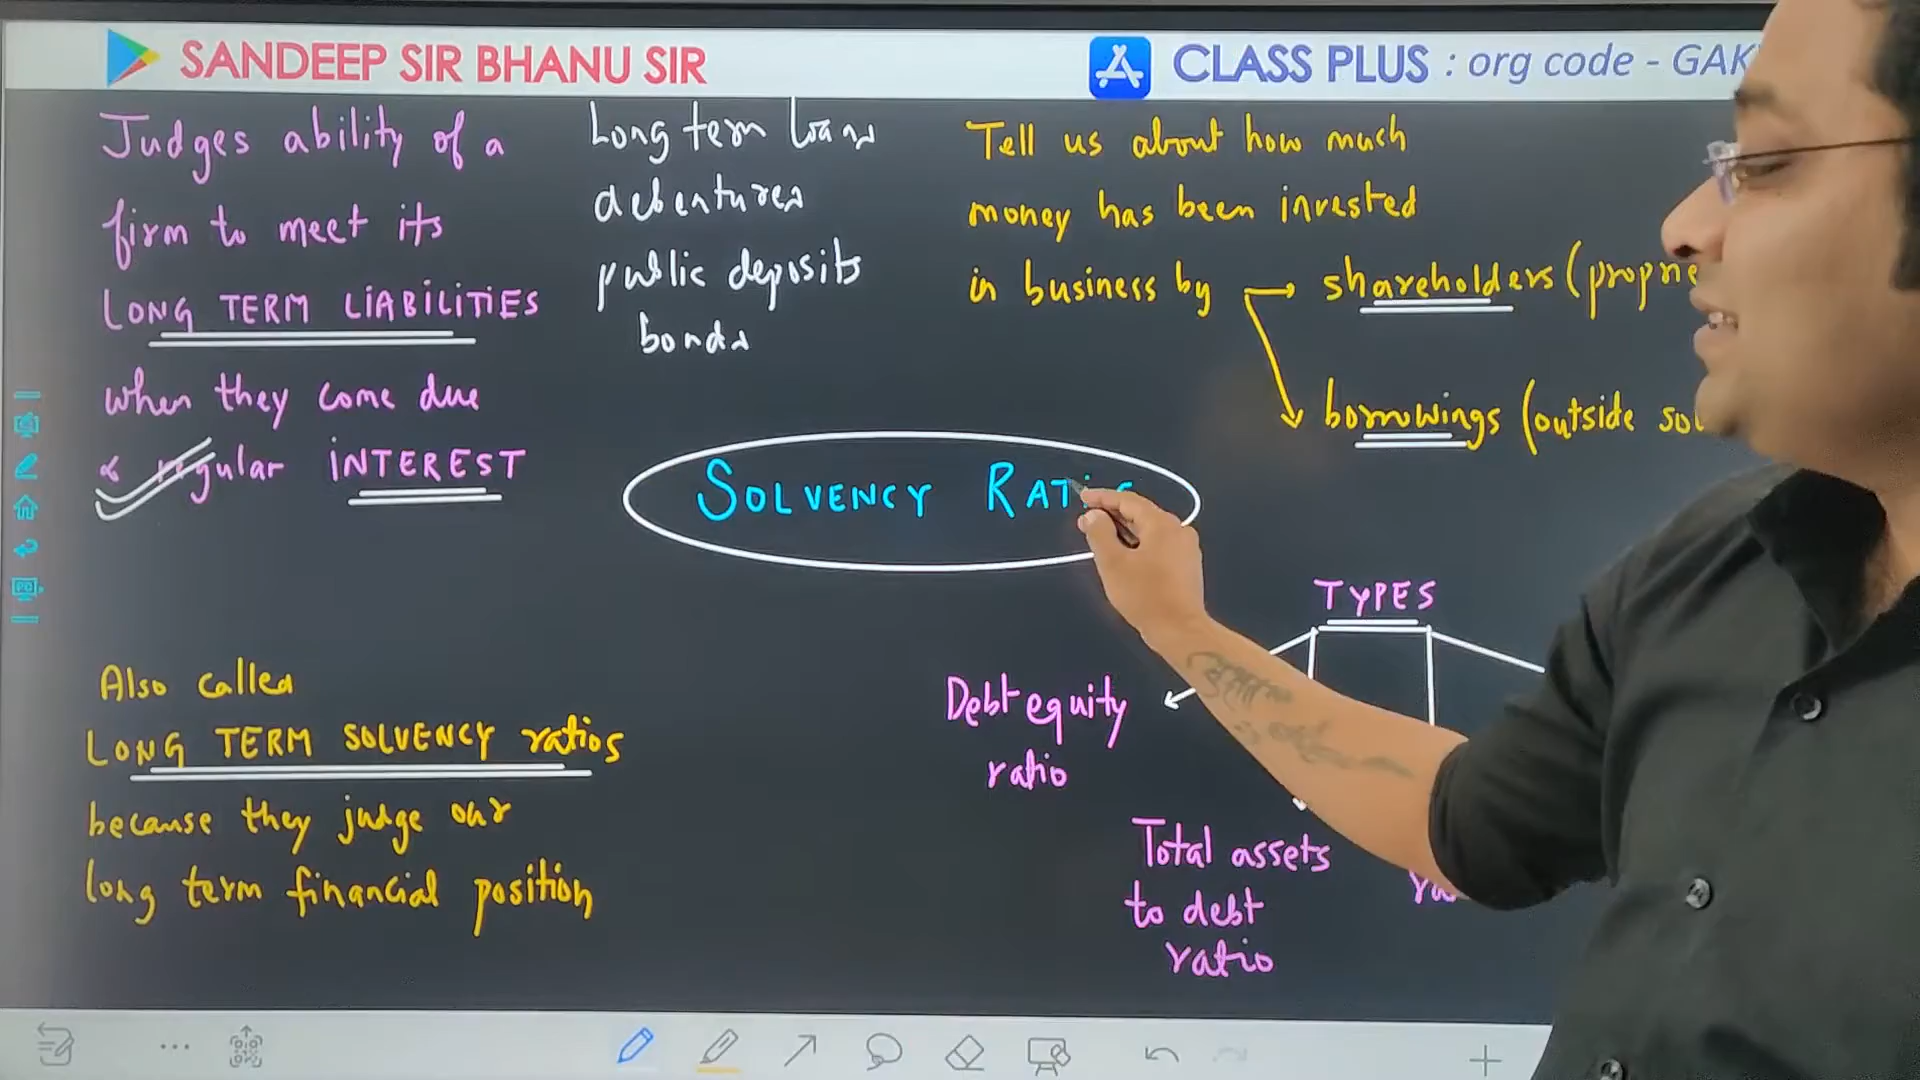 SANDEEP SIR BHANU SIR
CLASS PLUS : org code - GAK
Judges ability of a
firm to meet its
LONG TERM LIABILITIES
when they come due
& regular INTEREST
Long term loans
debentures
public deposits
bonds
Tell us about how much
money has been invested
in business by → shareholders (
borrowings (outside
SOLVENCY
TYPES
Debt equity
ratio
Total assets
to debt
ratio
Also called
LONG TERM SOLVENCY ratios
because they judge our
long term financial position